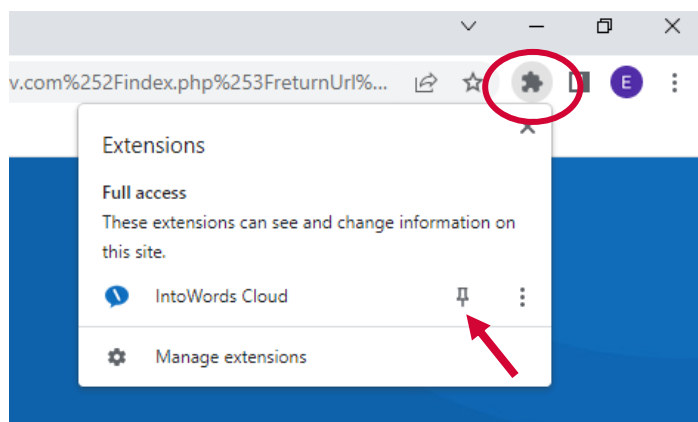 v.com%252Findex.php%253FreturnUrl%...
E
Extensions
Full access
These extensions can see and change information on
this site.
IntoWords Cloud
Manage extensions